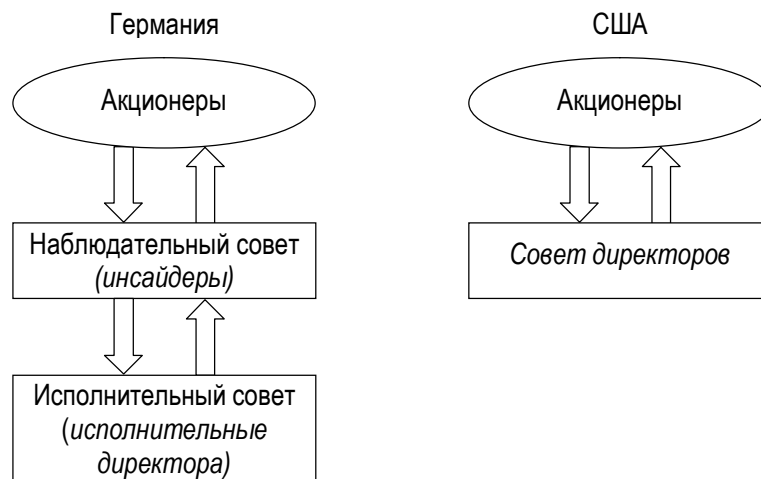 Германия
Акционеры
Наблюдательный совет
(инсайдеры)
Исполнительный совет
(исполнительные
директора)
США
Акционеры
Совет директоров